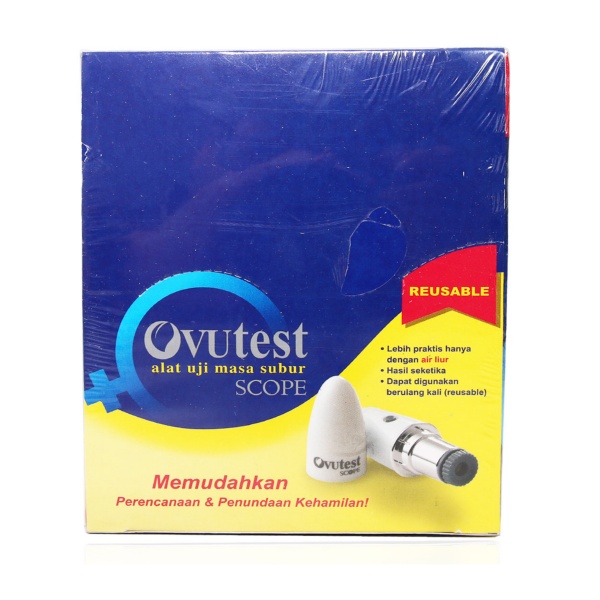 REUSABLE
Ovutest
alat uji masa subur
SCOPE
• Lebih praktis hanya
dengan air liur
• Hasil seketika
• Dapat digunakan
berulang kali (reusable)
Ovutest
SCOPE
Memudahkan
Perencanaan & Penundaan Kehamilan!